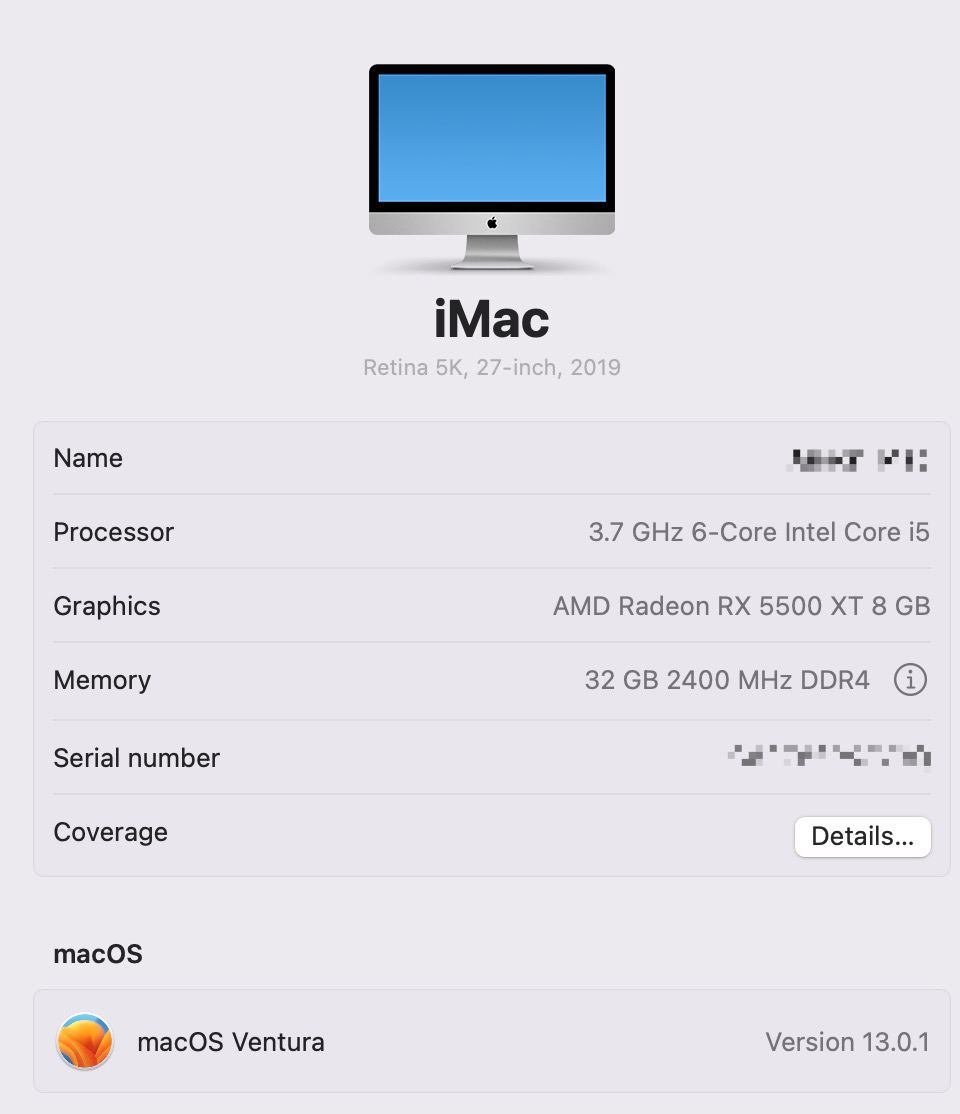 iMac
Retina 5K, 27-inch, 2019
Name
Processor 3.7 GHz 6-Core Intel Core i5
Graphics AMD Radeon RX 5500 XT 8 GB
Memory 32 GB 2400 MHz DDR4
Serial number
Coverage Details...
macOS
macOS Ventura Version 13.0.1